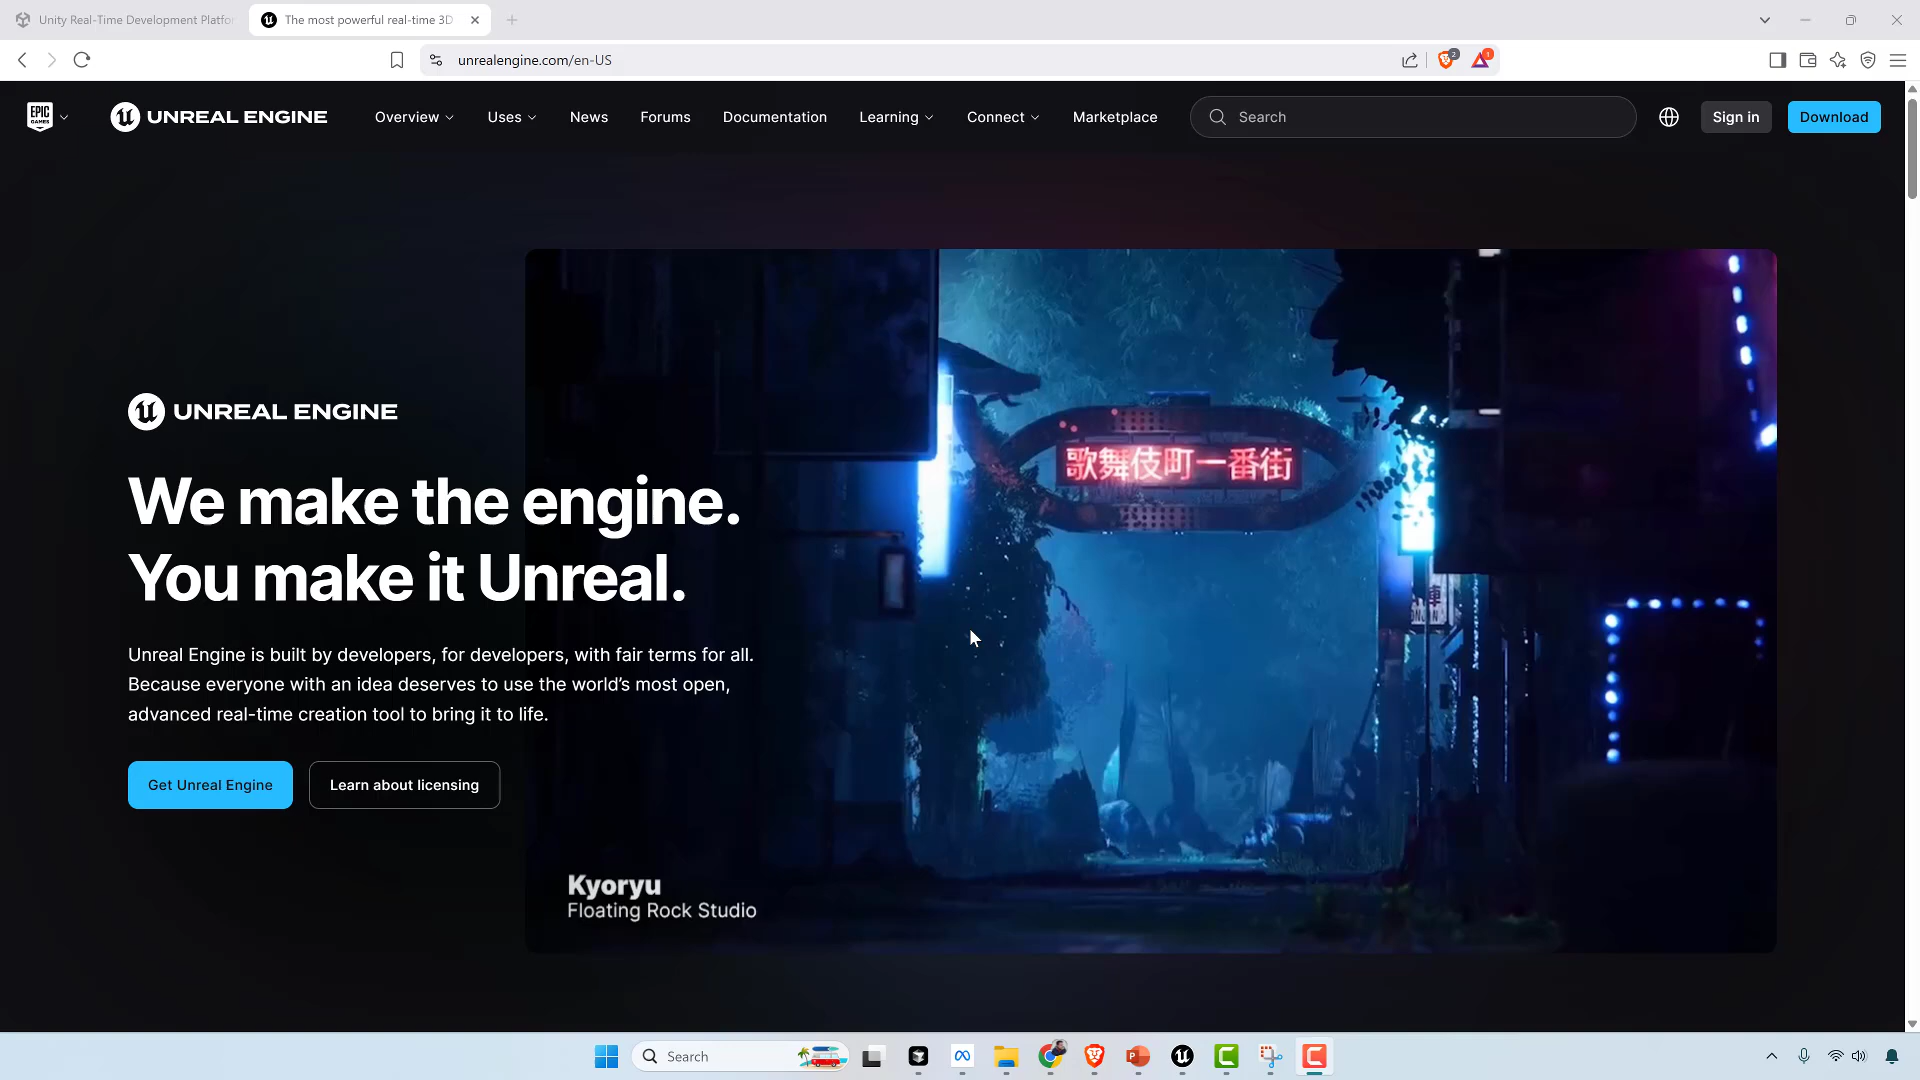 Unity Real-Time Development Platfor
The most powerful real-time 3D
unrealengine.com/en-US
2
1
EPIC GAMES
UNREAL ENGINE
Overview
Uses
News
Forums
Documentation
Learning
Connect
Marketplace
Search
Sign in
Download
歌舞伎町一番街
UNREAL ENGINE
We make the engine.
You make it Unreal.
Unreal Engine is built by developers, for developers, with fair terms for all.
Because everyone with an idea deserves to use the world’s most open,
advanced real-time creation tool to bring it to life.
Get Unreal Engine
Learn about licensing
Kyoryu
Floating Rock Studio
Search